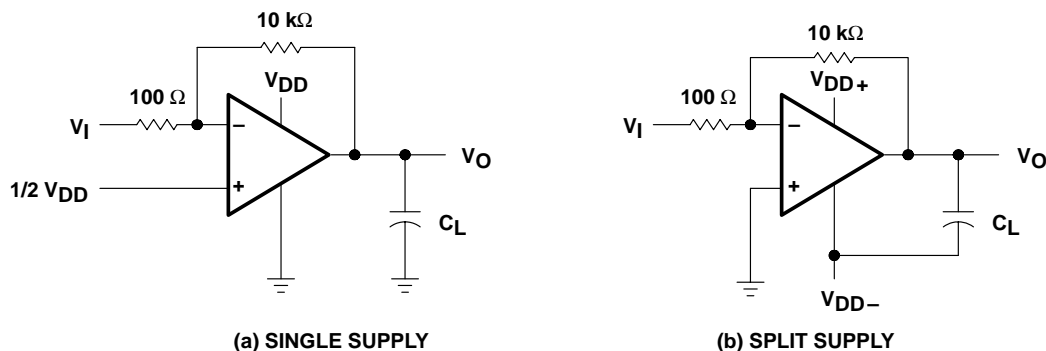 10 kΩ
VDD
100 Ω
VI
−
+
1/2 VDD
VO
CL
(a) SINGLE SUPPLY
10 kΩ
VDD+
100 Ω
VI
−
+
VO
CL
VDD−
(b) SPLIT SUPPLY